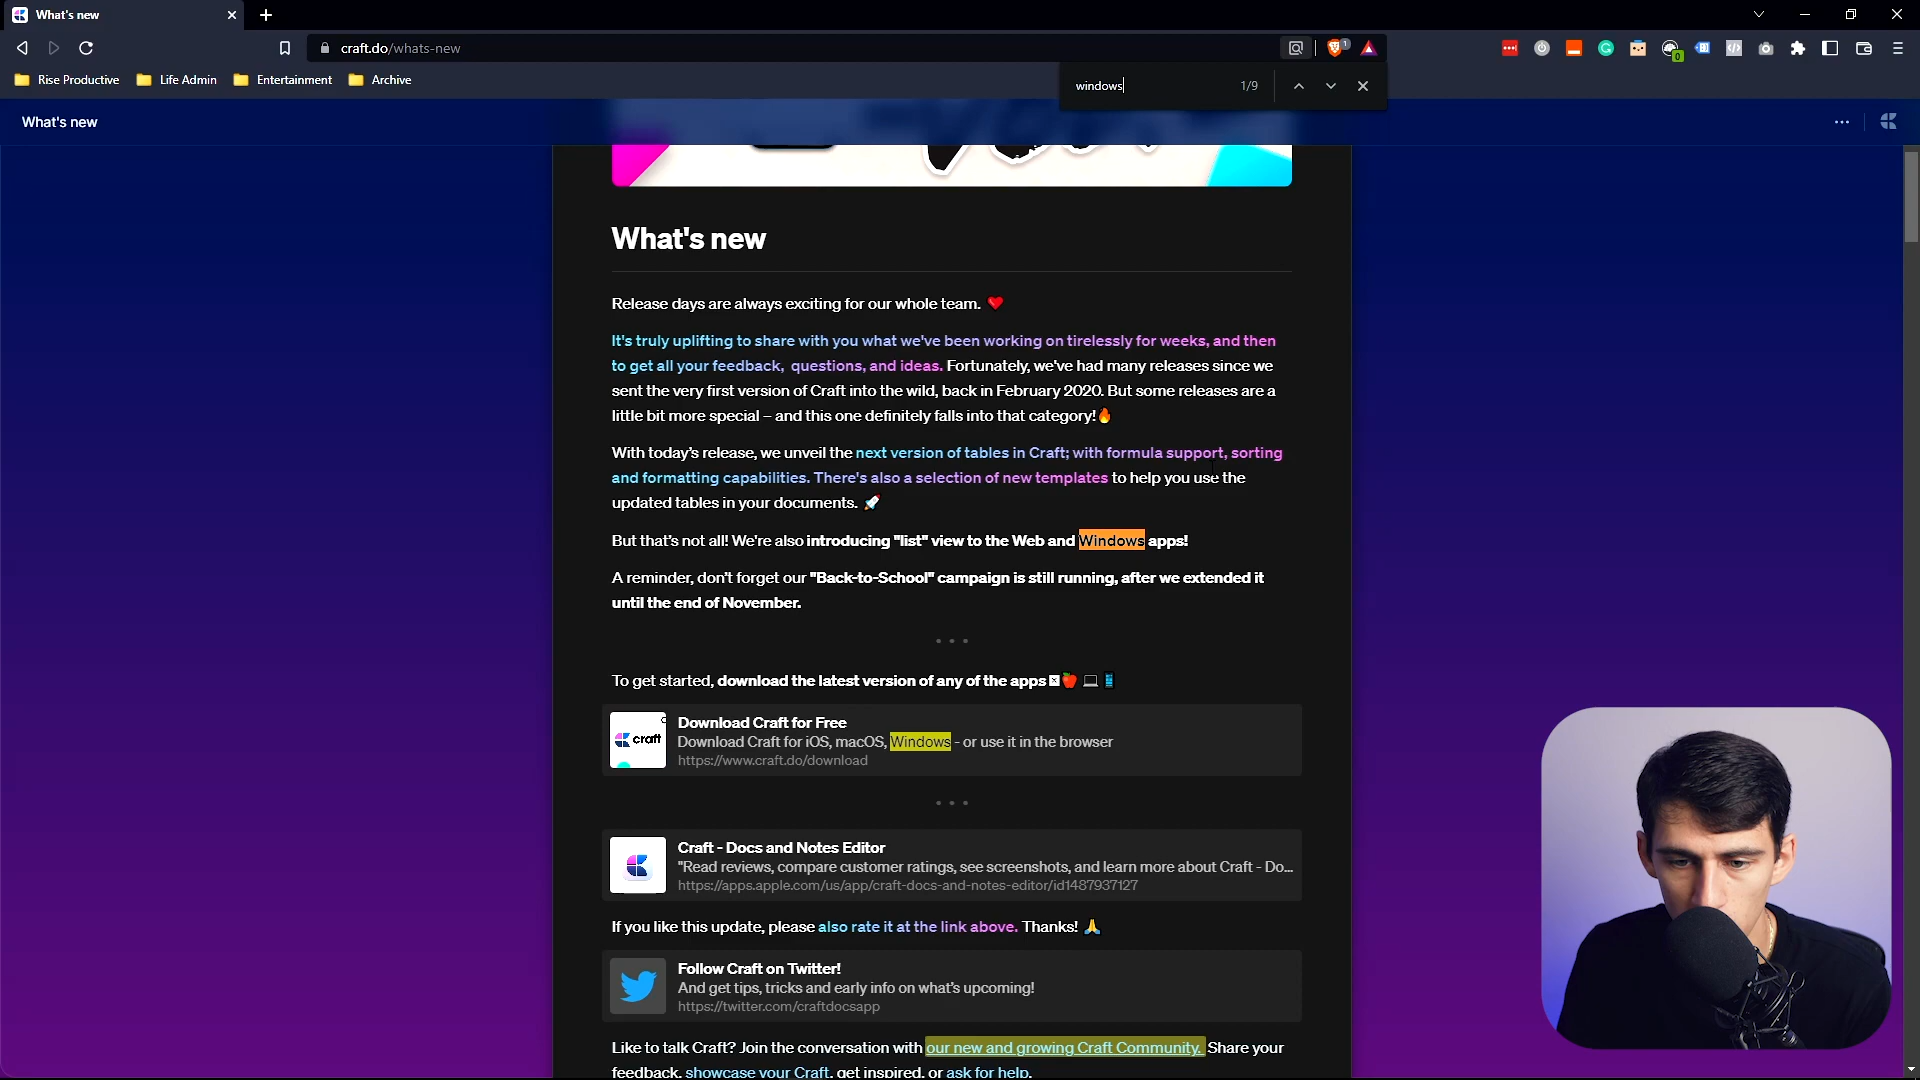 What's new
craft.do/whats-new
1
0
Rise Productive
Life Admin
Entertainment
Archive
windows
1/9
What's new
What's new
Release days are always exciting for our whole team. ❤️
It's truly uplifting to share with you what we've been working on tirelessly for weeks, and then
to get all your feedback, questions, and ideas. Fortunately, we've had many releases since we
sent the very first version of Craft into the wild, back in February 2020. But some releases are a
little bit more special – and this one definitely falls into that category!🔥
With today's release, we unveil the next version of tables in Craft; with formula support, sorting
and formatting capabilities. There's also a selection of new templates to help you use the
updated tables in your documents. 🚀
But that's not all! We're also introducing "list" view to the Web and Windows apps!
A reminder, don't forget our "Back-to-School" campaign is still running, after we extended it
until the end of November.
To get started, download the latest version of any of the apps
craft
Download Craft for Free
Download Craft for iOS, macOS, Windows - or use it in the browser
https://www.craft.do/download
Craft - Docs and Notes Editor
"Read reviews, compare customer ratings, see screenshots, and learn more about Craft - Do...
https://apps.apple.com/us/app/craft-docs-and-notes-editor/id1487937127
If you like this update, please also rate it at the link above. Thanks! 🙏
Follow Craft on Twitter!
And get tips, tricks and early info on what's upcoming!
https://twitter.com/craftdocsapp
Like to talk Craft? Join the conversation with our new and growing Craft Community. Share your
feedback, showcase your Craft, get inspired, or ask for help.